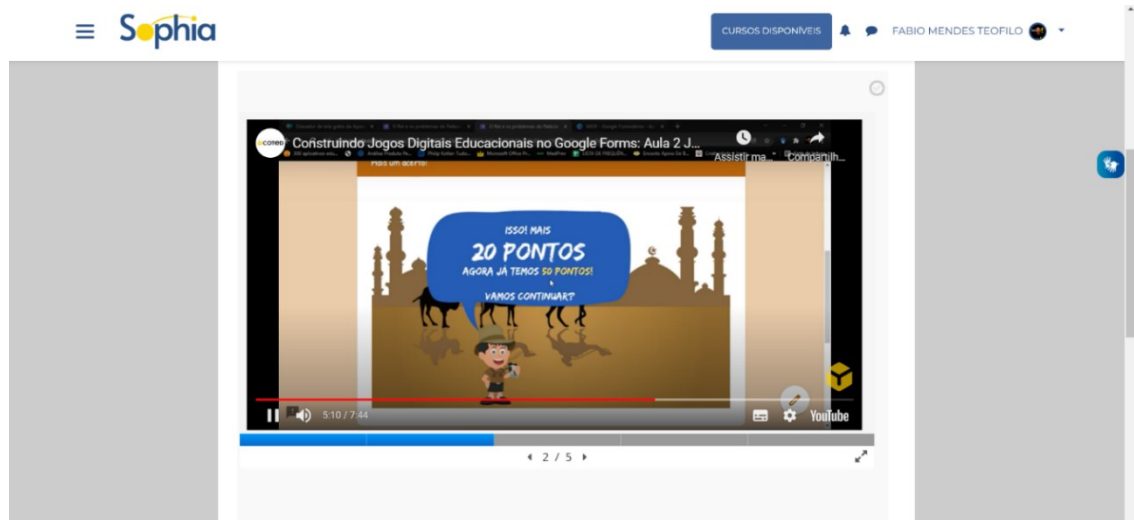 Sophia
CURSOS DISPONÍVEIS
FABIO MENDES TEOFILO
COTED
Construindo Jogos Digitais Educacionais no Google Forms: Aula 2 J...
Assistir ma...
Compartilh...
Mais um acerto!
ISSO! MAIS
20 PONTOS
AGORA JÁ TEMOS 50 PONTOS!
VAMOS CONTINUAR?
5:10 / 7:44
YouTube
2 / 5